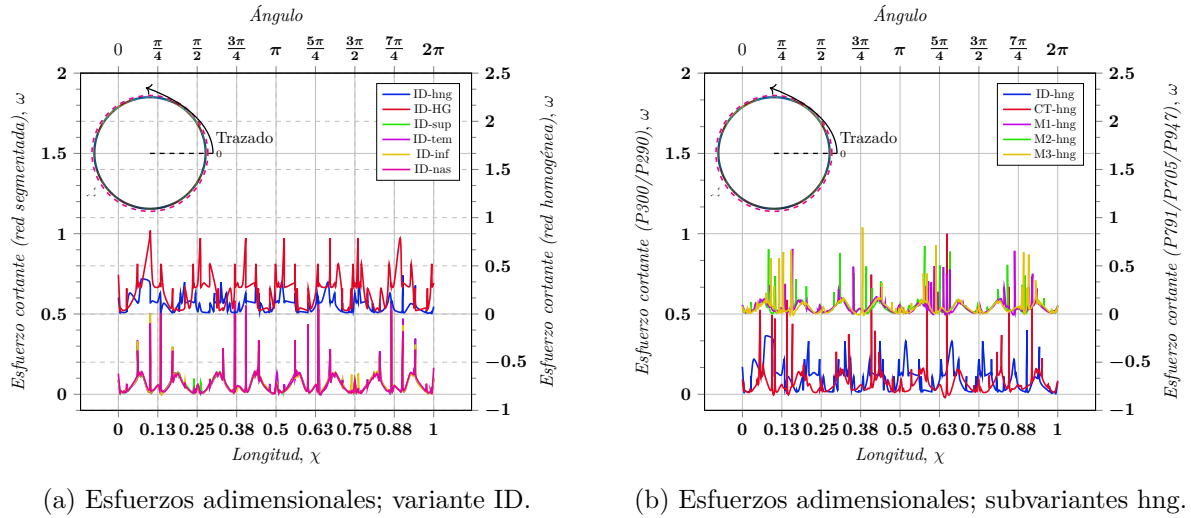 Ángulo
0 π/4 π/2 3π/4 π 5π/4 3π/2 7π/4 2π
Esfuerzo cortante (red segmentada), ω
2
1.5
1
0.5
0
Trazado
0
ID-hng
ID-HG
ID-sup
ID-tem
ID-inf
ID-nas
2.5
2
1.5
1
0.5
0
−0.5
−1
Esfuerzo cortante (red homogénea), ω
0 0.13 0.25 0.38 0.5 0.63 0.75 0.88 1
Longitud, χ
(a) Esfuerzos adimensionales; variante ID.
Ángulo
0 π/4 π/2 3π/4 π 5π/4 3π/2 7π/4 2π
Esfuerzo cortante (P300/P290), ω
2
1.5
1
0.5
0
Trazado
0
ID-hng
CT-hng
M1-hng
M2-hng
M3-hng
2.5
2
1.5
1
0.5
0
−0.5
−1
Esfuerzo cortante (P791/P705/P947), ω
0 0.13 0.25 0.38 0.5 0.63 0.75 0.88 1
Longitud, χ
(b) Esfuerzos adimensionales; subvariantes hng.